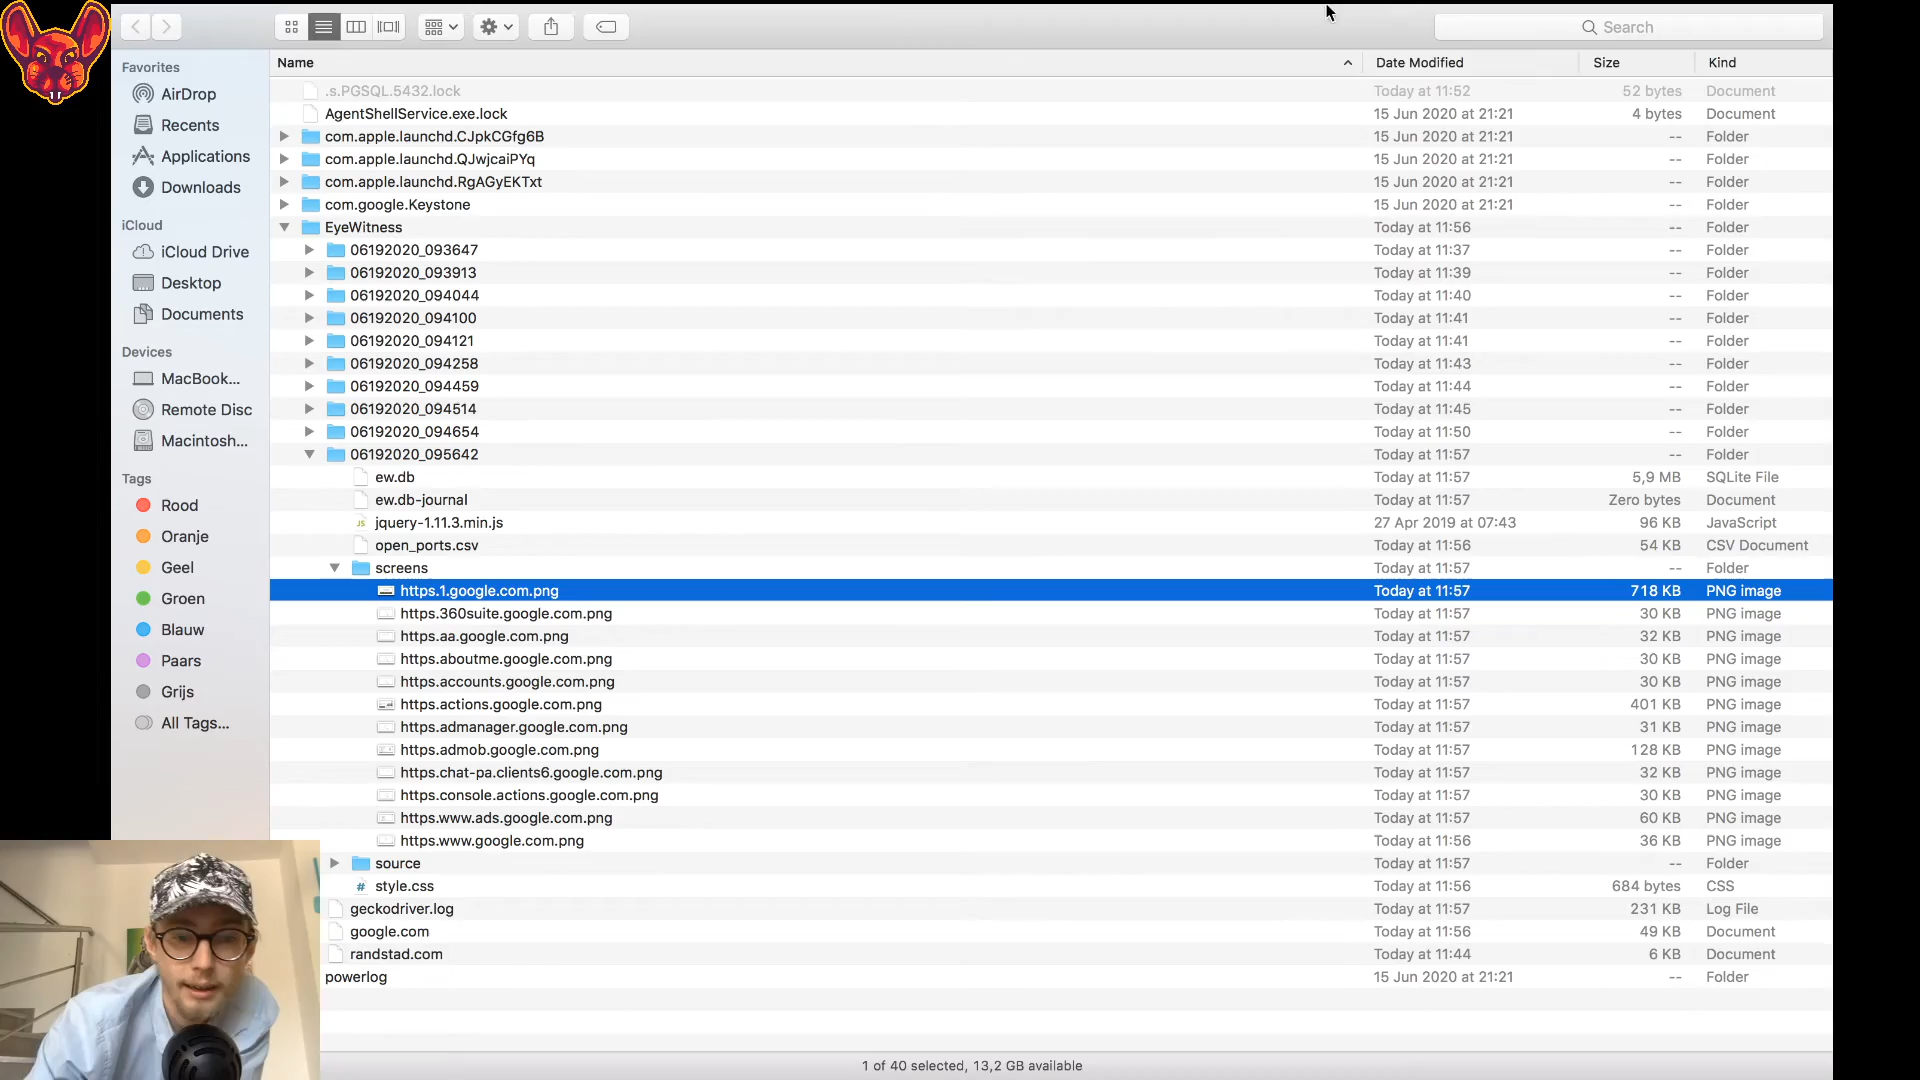 Search
Favorites
AirDrop
Recents
Applications
Downloads
iCloud
iCloud Drive
Desktop
Documents
Devices
MacBook...
Remote Disc
Macintosh...
Tags
Rood
Oranje
Geel
Groen
Blauw
Paars
Grijs
All Tags...
Name Date Modified Size Kind
.s.PGSQL.5432.lock Today at 11:52 52 bytes Document
AgentShellService.exe.lock 15 Jun 2020 at 21:21 4 bytes Document
com.apple.launchd.CJpkCGfg6B 15 Jun 2020 at 21:21 -- Folder
com.apple.launchd.QJwjcaiPYq 15 Jun 2020 at 21:21 -- Folder
com.apple.launchd.RgAGyEKTxt 15 Jun 2020 at 21:21 -- Folder
com.google.Keystone 15 Jun 2020 at 21:21 -- Folder
EyeWitness Today at 11:56 -- Folder
06192020_093647 Today at 11:37 -- Folder
06192020_093913 Today at 11:39 -- Folder
06192020_094044 Today at 11:40 -- Folder
06192020_094100 Today at 11:41 -- Folder
06192020_094121 Today at 11:41 -- Folder
06192020_094258 Today at 11:43 -- Folder
06192020_094459 Today at 11:44 -- Folder
06192020_094514 Today at 11:45 -- Folder
06192020_094654 Today at 11:50 -- Folder
06192020_095642 Today at 11:57 -- Folder
ew.db Today at 11:57 5,9 MB SQLite File
ew.db-journal Today at 11:57 Zero bytes Document
jquery-1.11.3.min.js 27 Apr 2019 at 07:43 96 KB JavaScript
open_ports.csv Today at 11:56 54 KB CSV Document
screens Today at 11:57 -- Folder
https.1.google.com.png Today at 11:57 718 KB PNG image
https.360suite.google.com.png Today at 11:57 30 KB PNG image
https.aa.google.com.png Today at 11:57 32 KB PNG image
https.aboutme.google.com.png Today at 11:57 30 KB PNG image
https.accounts.google.com.png Today at 11:57 30 KB PNG image
https.actions.google.com.png Today at 11:57 401 KB PNG image
https.admanager.google.com.png Today at 11:57 31 KB PNG image
https.admob.google.com.png Today at 11:57 128 KB PNG image
https.chat-pa.clients6.google.com.png Today at 11:57 32 KB PNG image
https.console.actions.google.com.png Today at 11:57 30 KB PNG image
https.www.ads.google.com.png Today at 11:57 60 KB PNG image
https.www.google.com.png Today at 11:56 36 KB PNG image
source Today at 11:57 -- Folder
style.css Today at 11:56 684 bytes CSS
geckodriver.log Today at 11:57 231 KB Log File
google.com Today at 11:56 49 KB Document
randstad.com Today at 11:44 6 KB Document
powerlog 15 Jun 2020 at 21:21 -- Folder
1 of 40 selected, 13,2 GB available